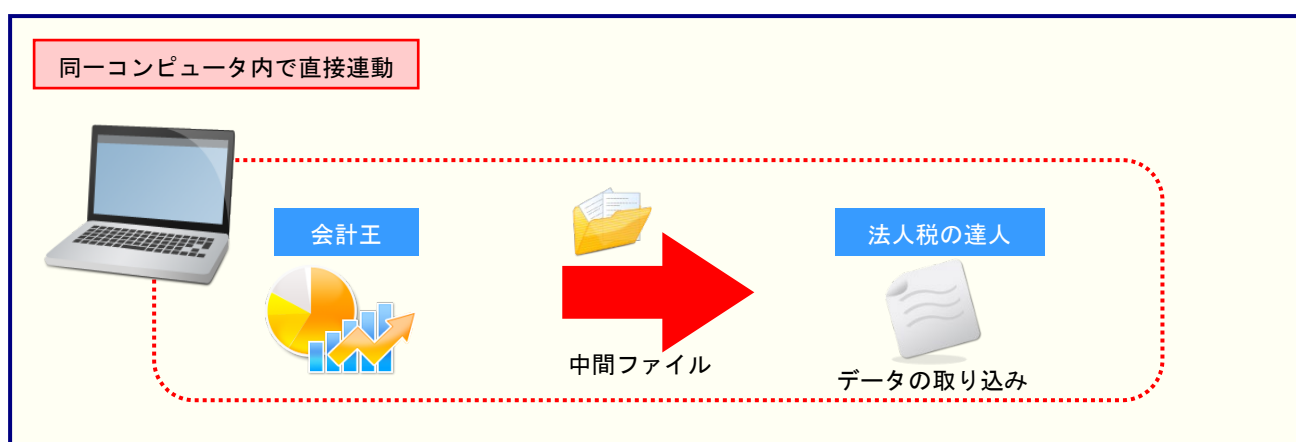 同一コンピュータ内で直接連動
会計王
法人税の達人
中間ファイル
データの取り込み